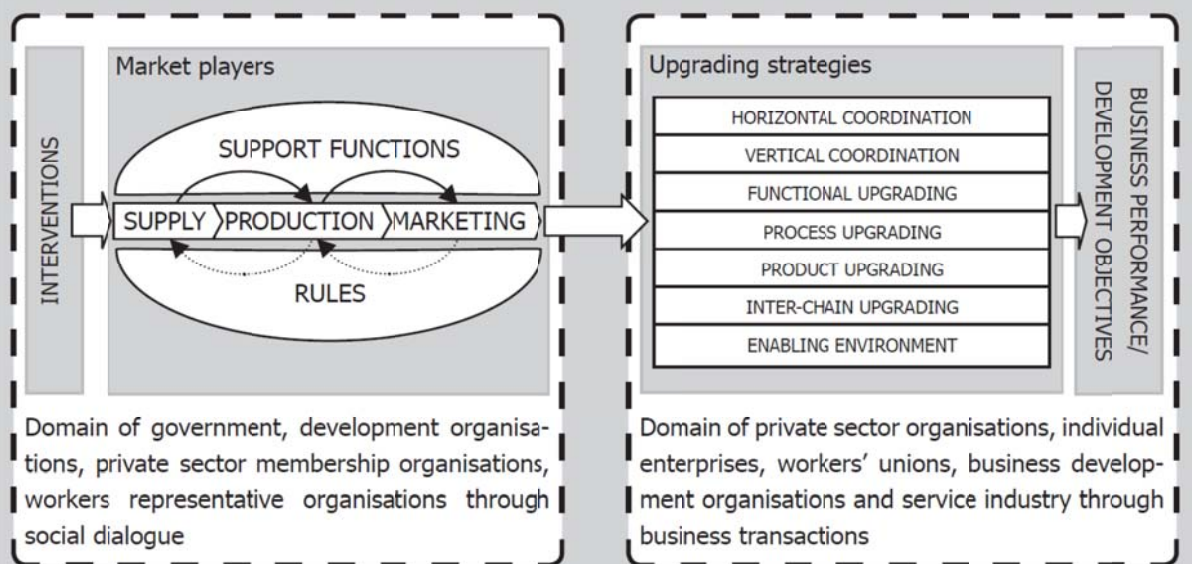 INTERVENTIONS
Market players
SUPPORT FUNCTIONS
SUPPLY
PRODUCTION
MARKETING
RULES
Domain of government, development organisa-
tions, private sector membership organisations,
workers representative organisations through
social dialogue
Upgrading strategies
HORIZONTAL COORDINATION
VERTICAL COORDINATION
FUNCTIONAL UPGRADING
PROCESS UPGRADING
PRODUCT UPGRADING
INTER-CHAIN UPGRADING
ENABLING ENVIRONMENT
BUSINESS PERFORMANCE/
DEVELOPMENT OBJECTIVES
Domain of private sector organisations, individual
enterprises, workers’ unions, business develop-
ment organisations and service industry through
business transactions